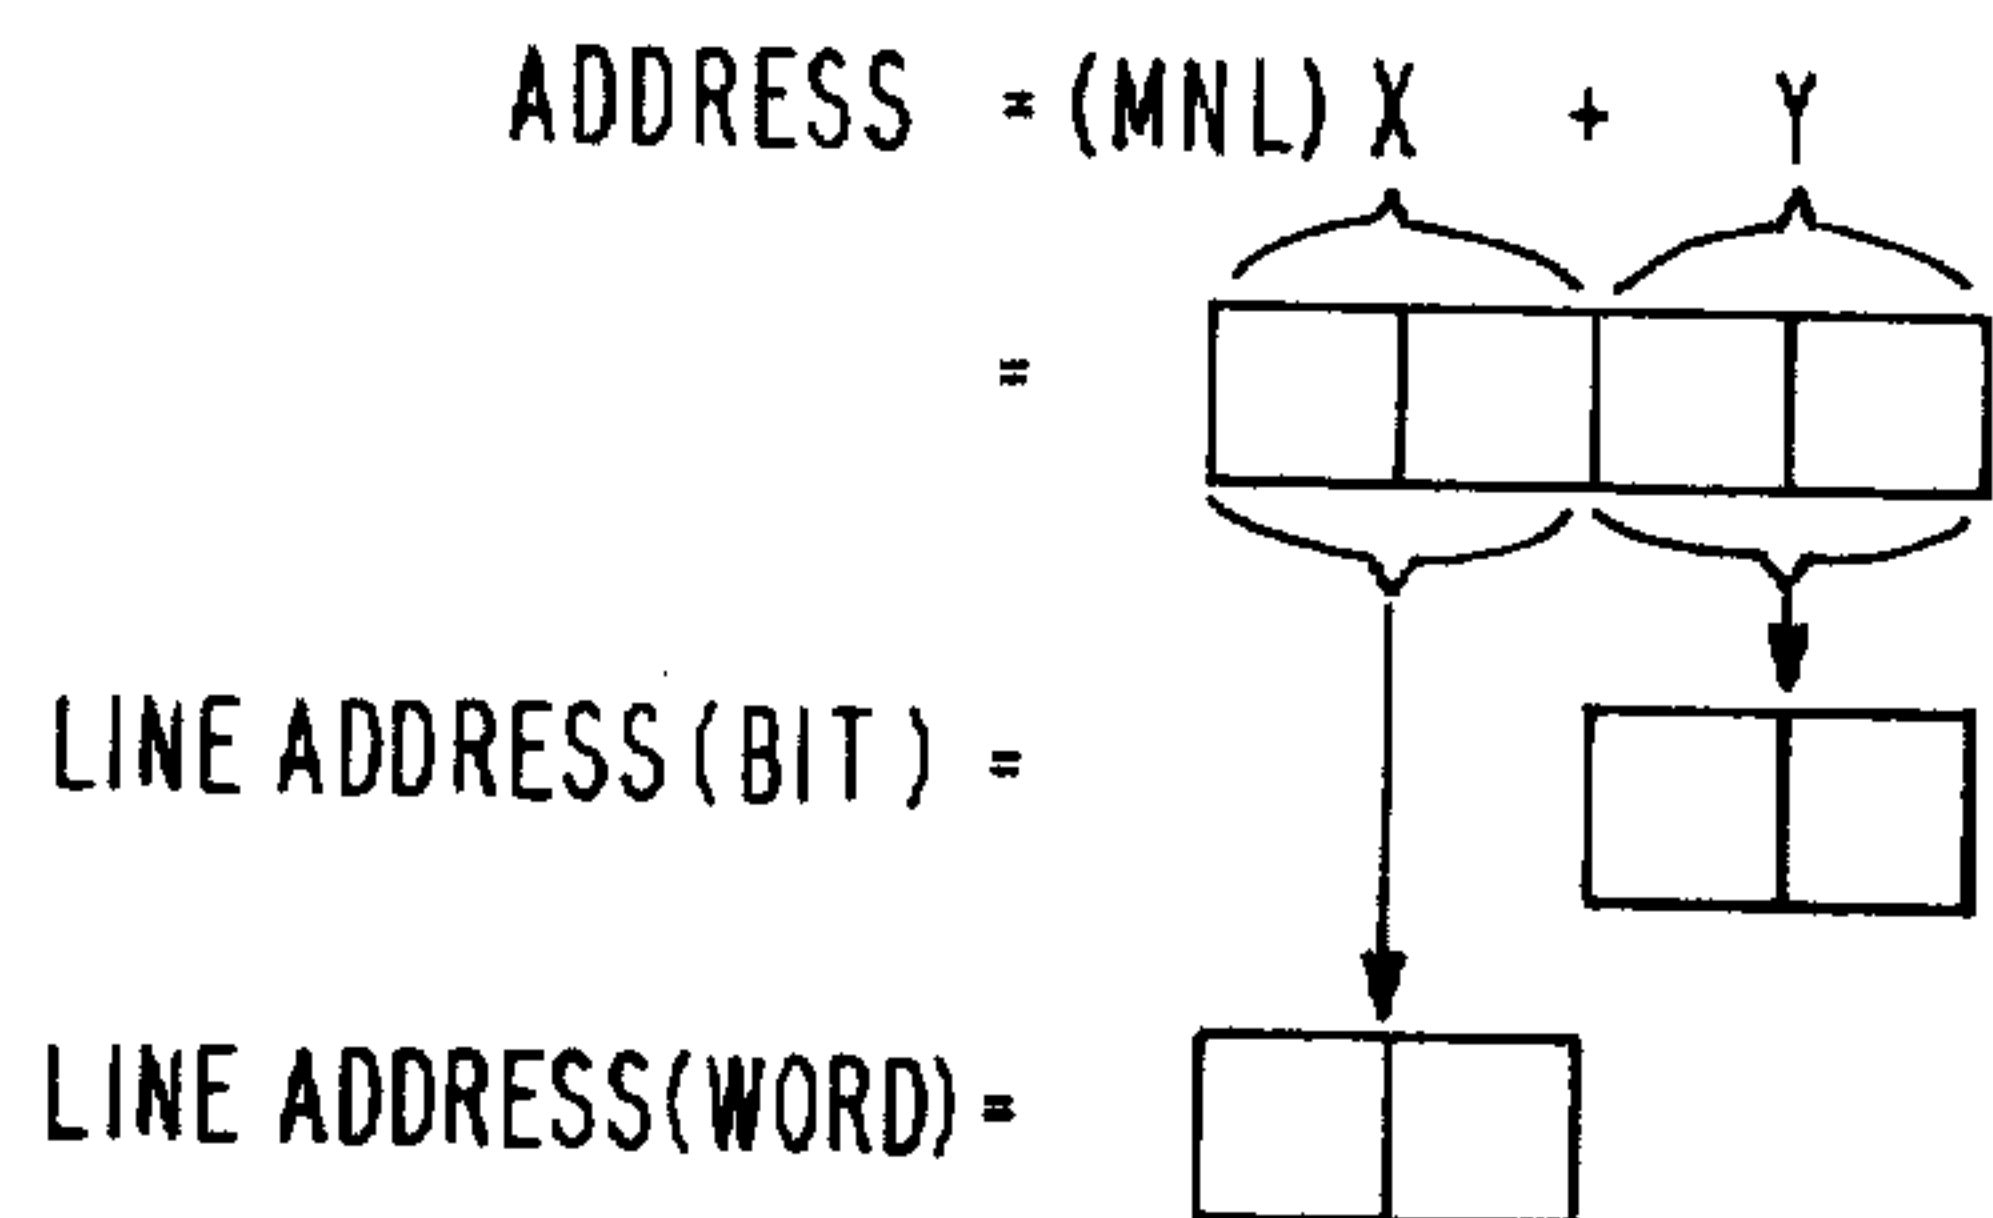 ADDRESS = (MNL) X + Y
=
LINE ADDRESS (BIT) =
LINE ADDRESS (WORD) =